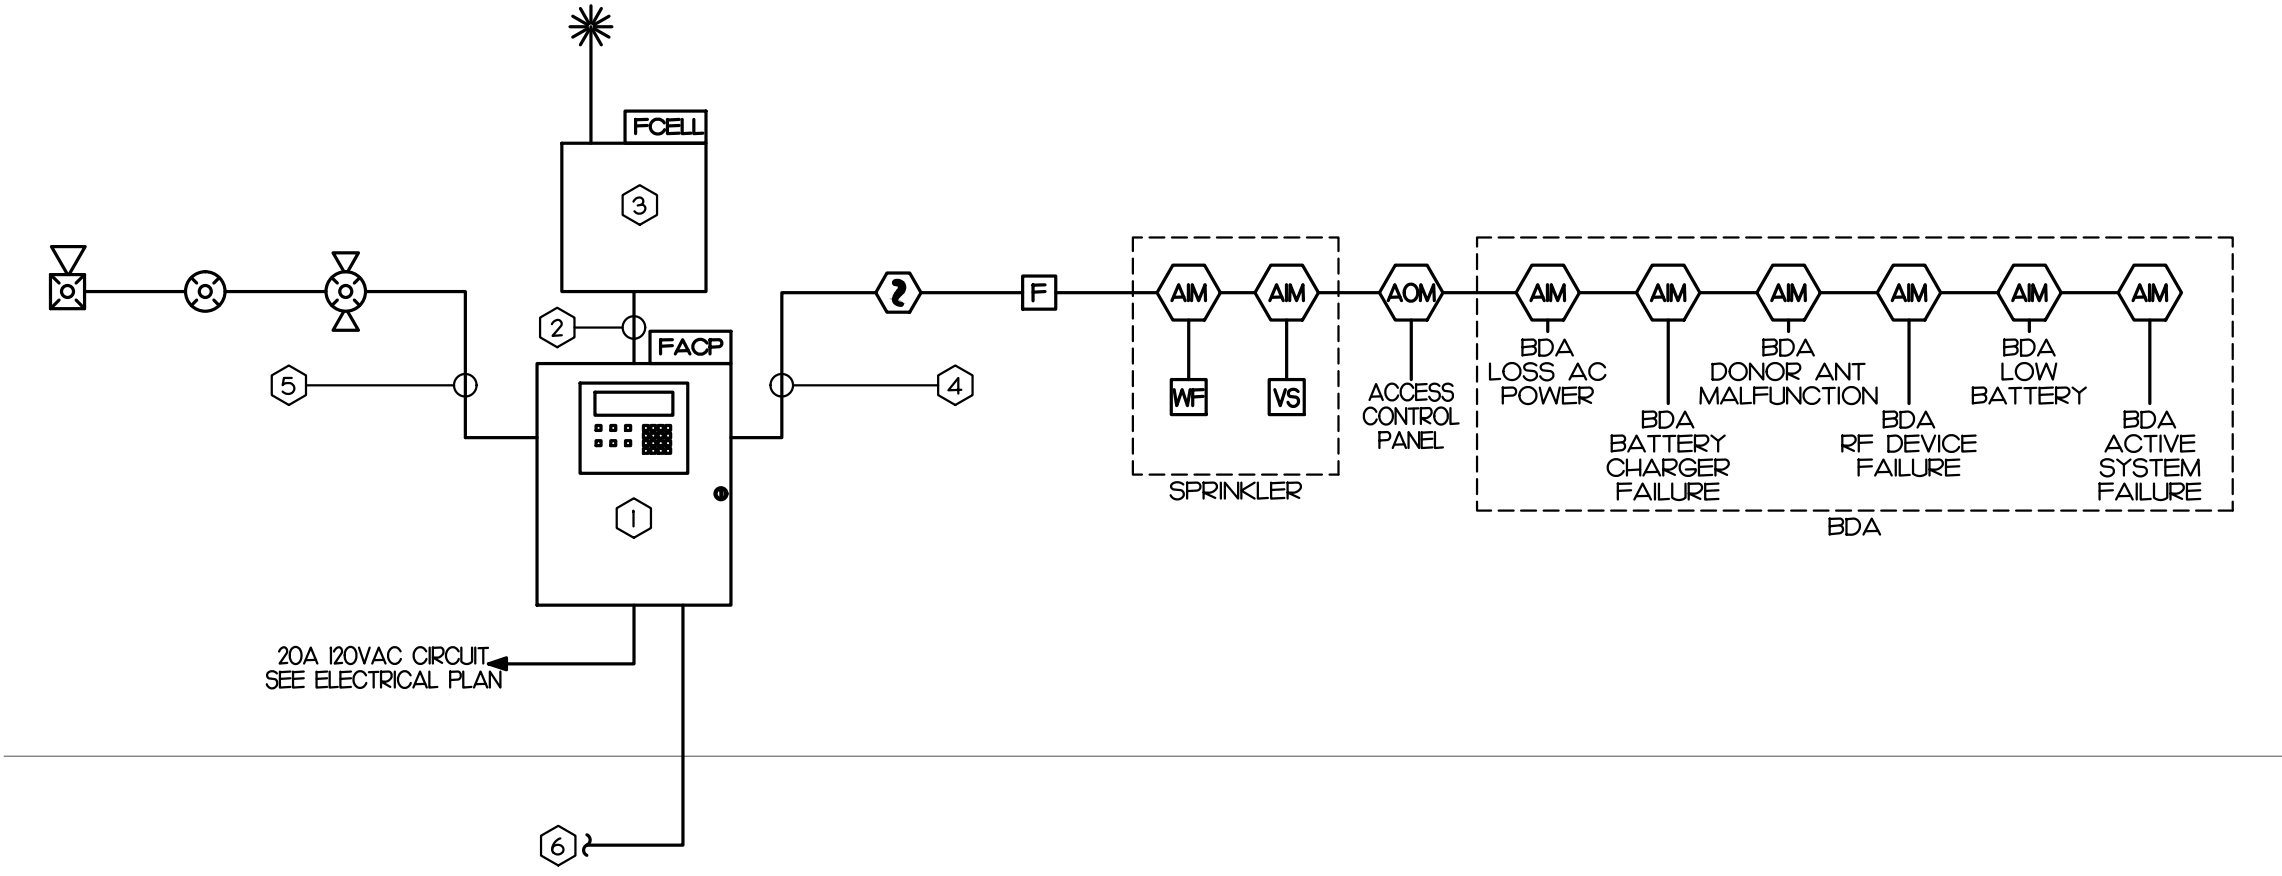 FCELL
3
2
FACP
5
4
1
F
AIM
AIM
AOM
AIM
AIM
AIM
AIM
AIM
AIM
WF
VS
SPRINKLER
ACCESS
CONTROL
PANEL
BDA
LOSS AC
POWER
BDA
BATTERY
CHARGER
FAILURE
BDA
DONOR ANT
MALFUNCTION
BDA
RF DEVICE
FAILURE
BDA
LOW
BATTERY
BDA
ACTIVE
SYSTEM
FAILURE
BDA
20A 120VAC CIRCUIT
SEE ELECTRICAL PLAN
6